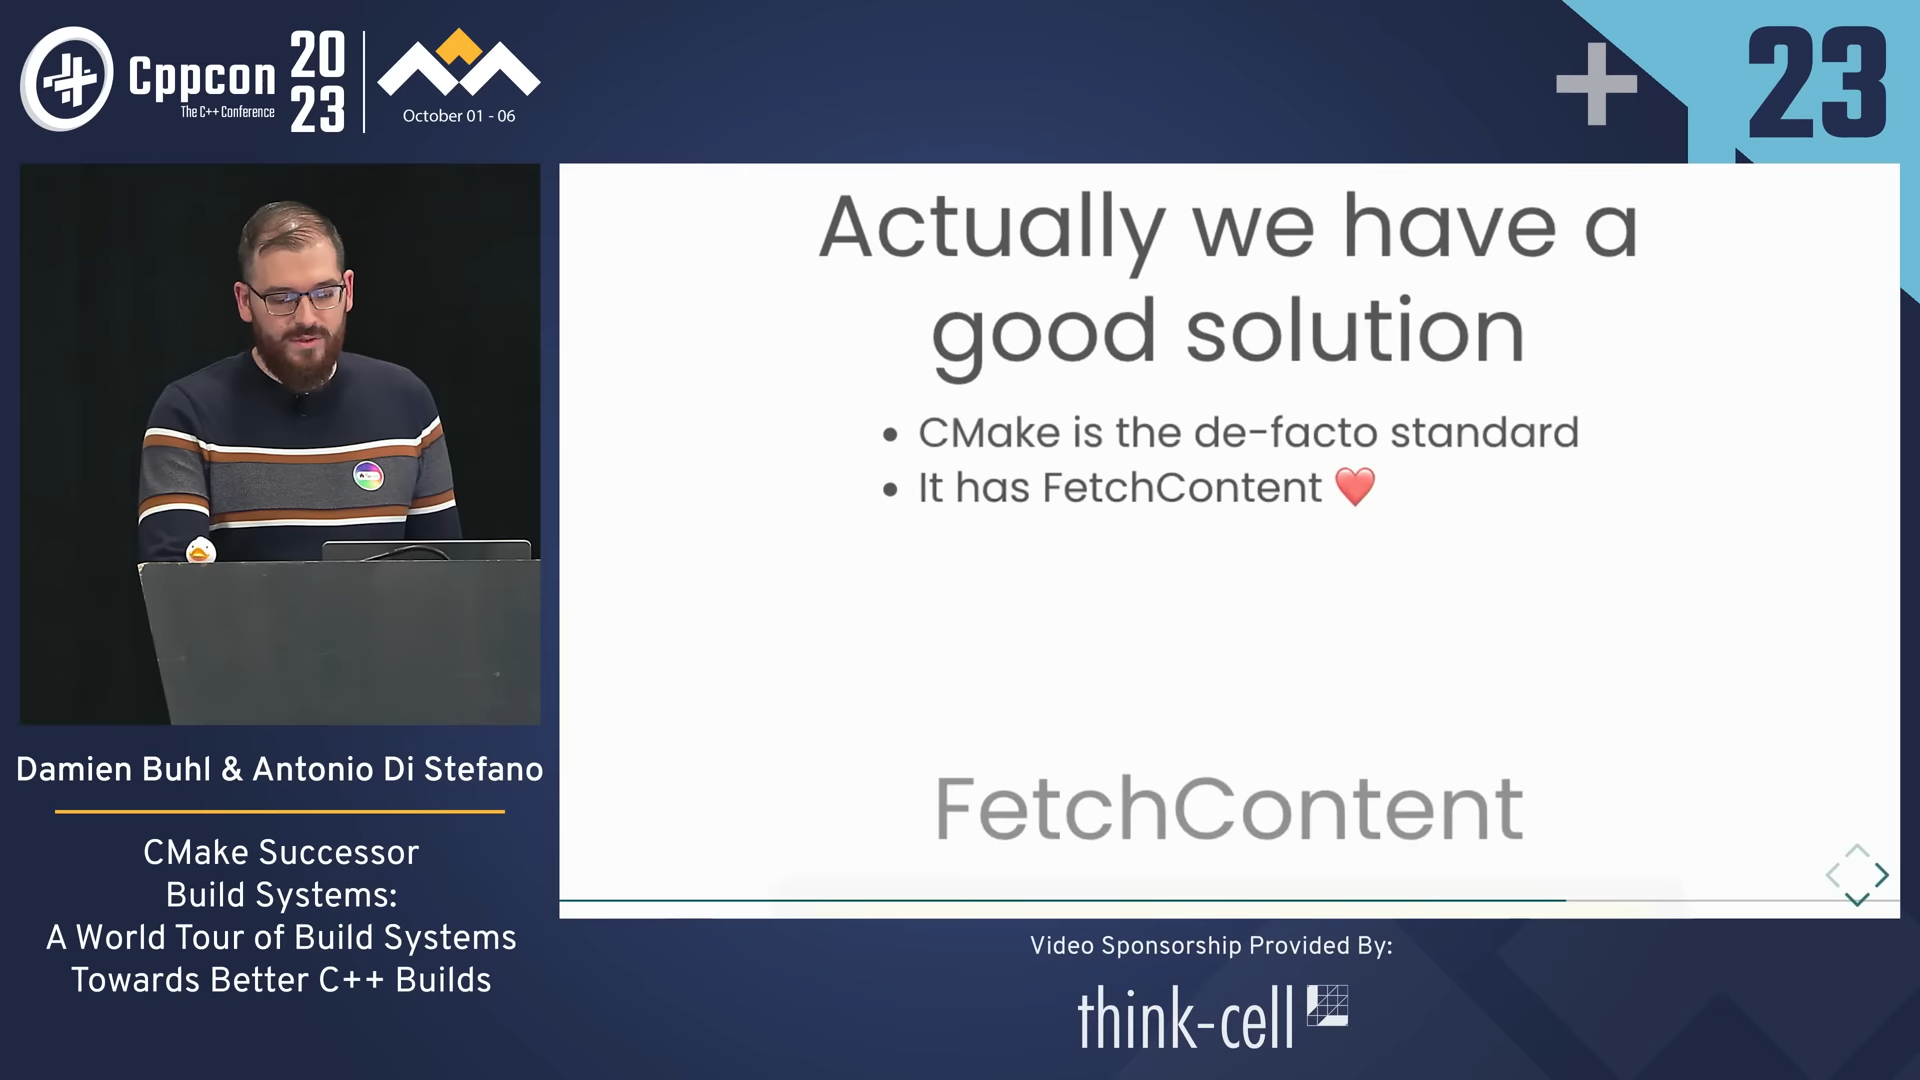 Cppcon
The C++ Conference
20
23
October 01 - 06
23
Actually we have a
good solution
• CMake is the de-facto standard
• It has FetchContent ❤️
FetchContent
Damien Buhl & Antonio Di Stefano
CMake Successor
Build Systems:
A World Tour of Build Systems
Towards Better C++ Builds
Video Sponsorship Provided By:
think-cell